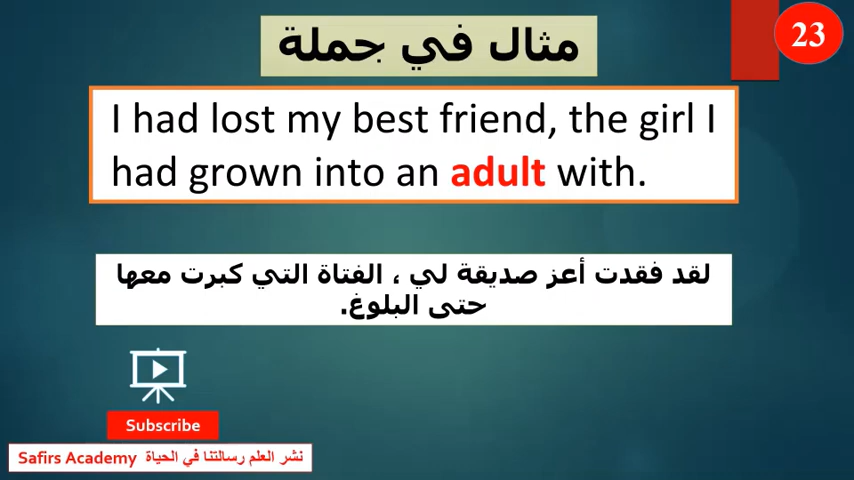 23
مثال في جملة
I had lost my best friend, the girl I
had grown into an adult with.
لقد فقدت أعز صديقة لي ، الفتاة التي كبرت معها
حتى البلوغ.
Subscribe
Safirs Academy نشر العلم رسالتنا في الحياة